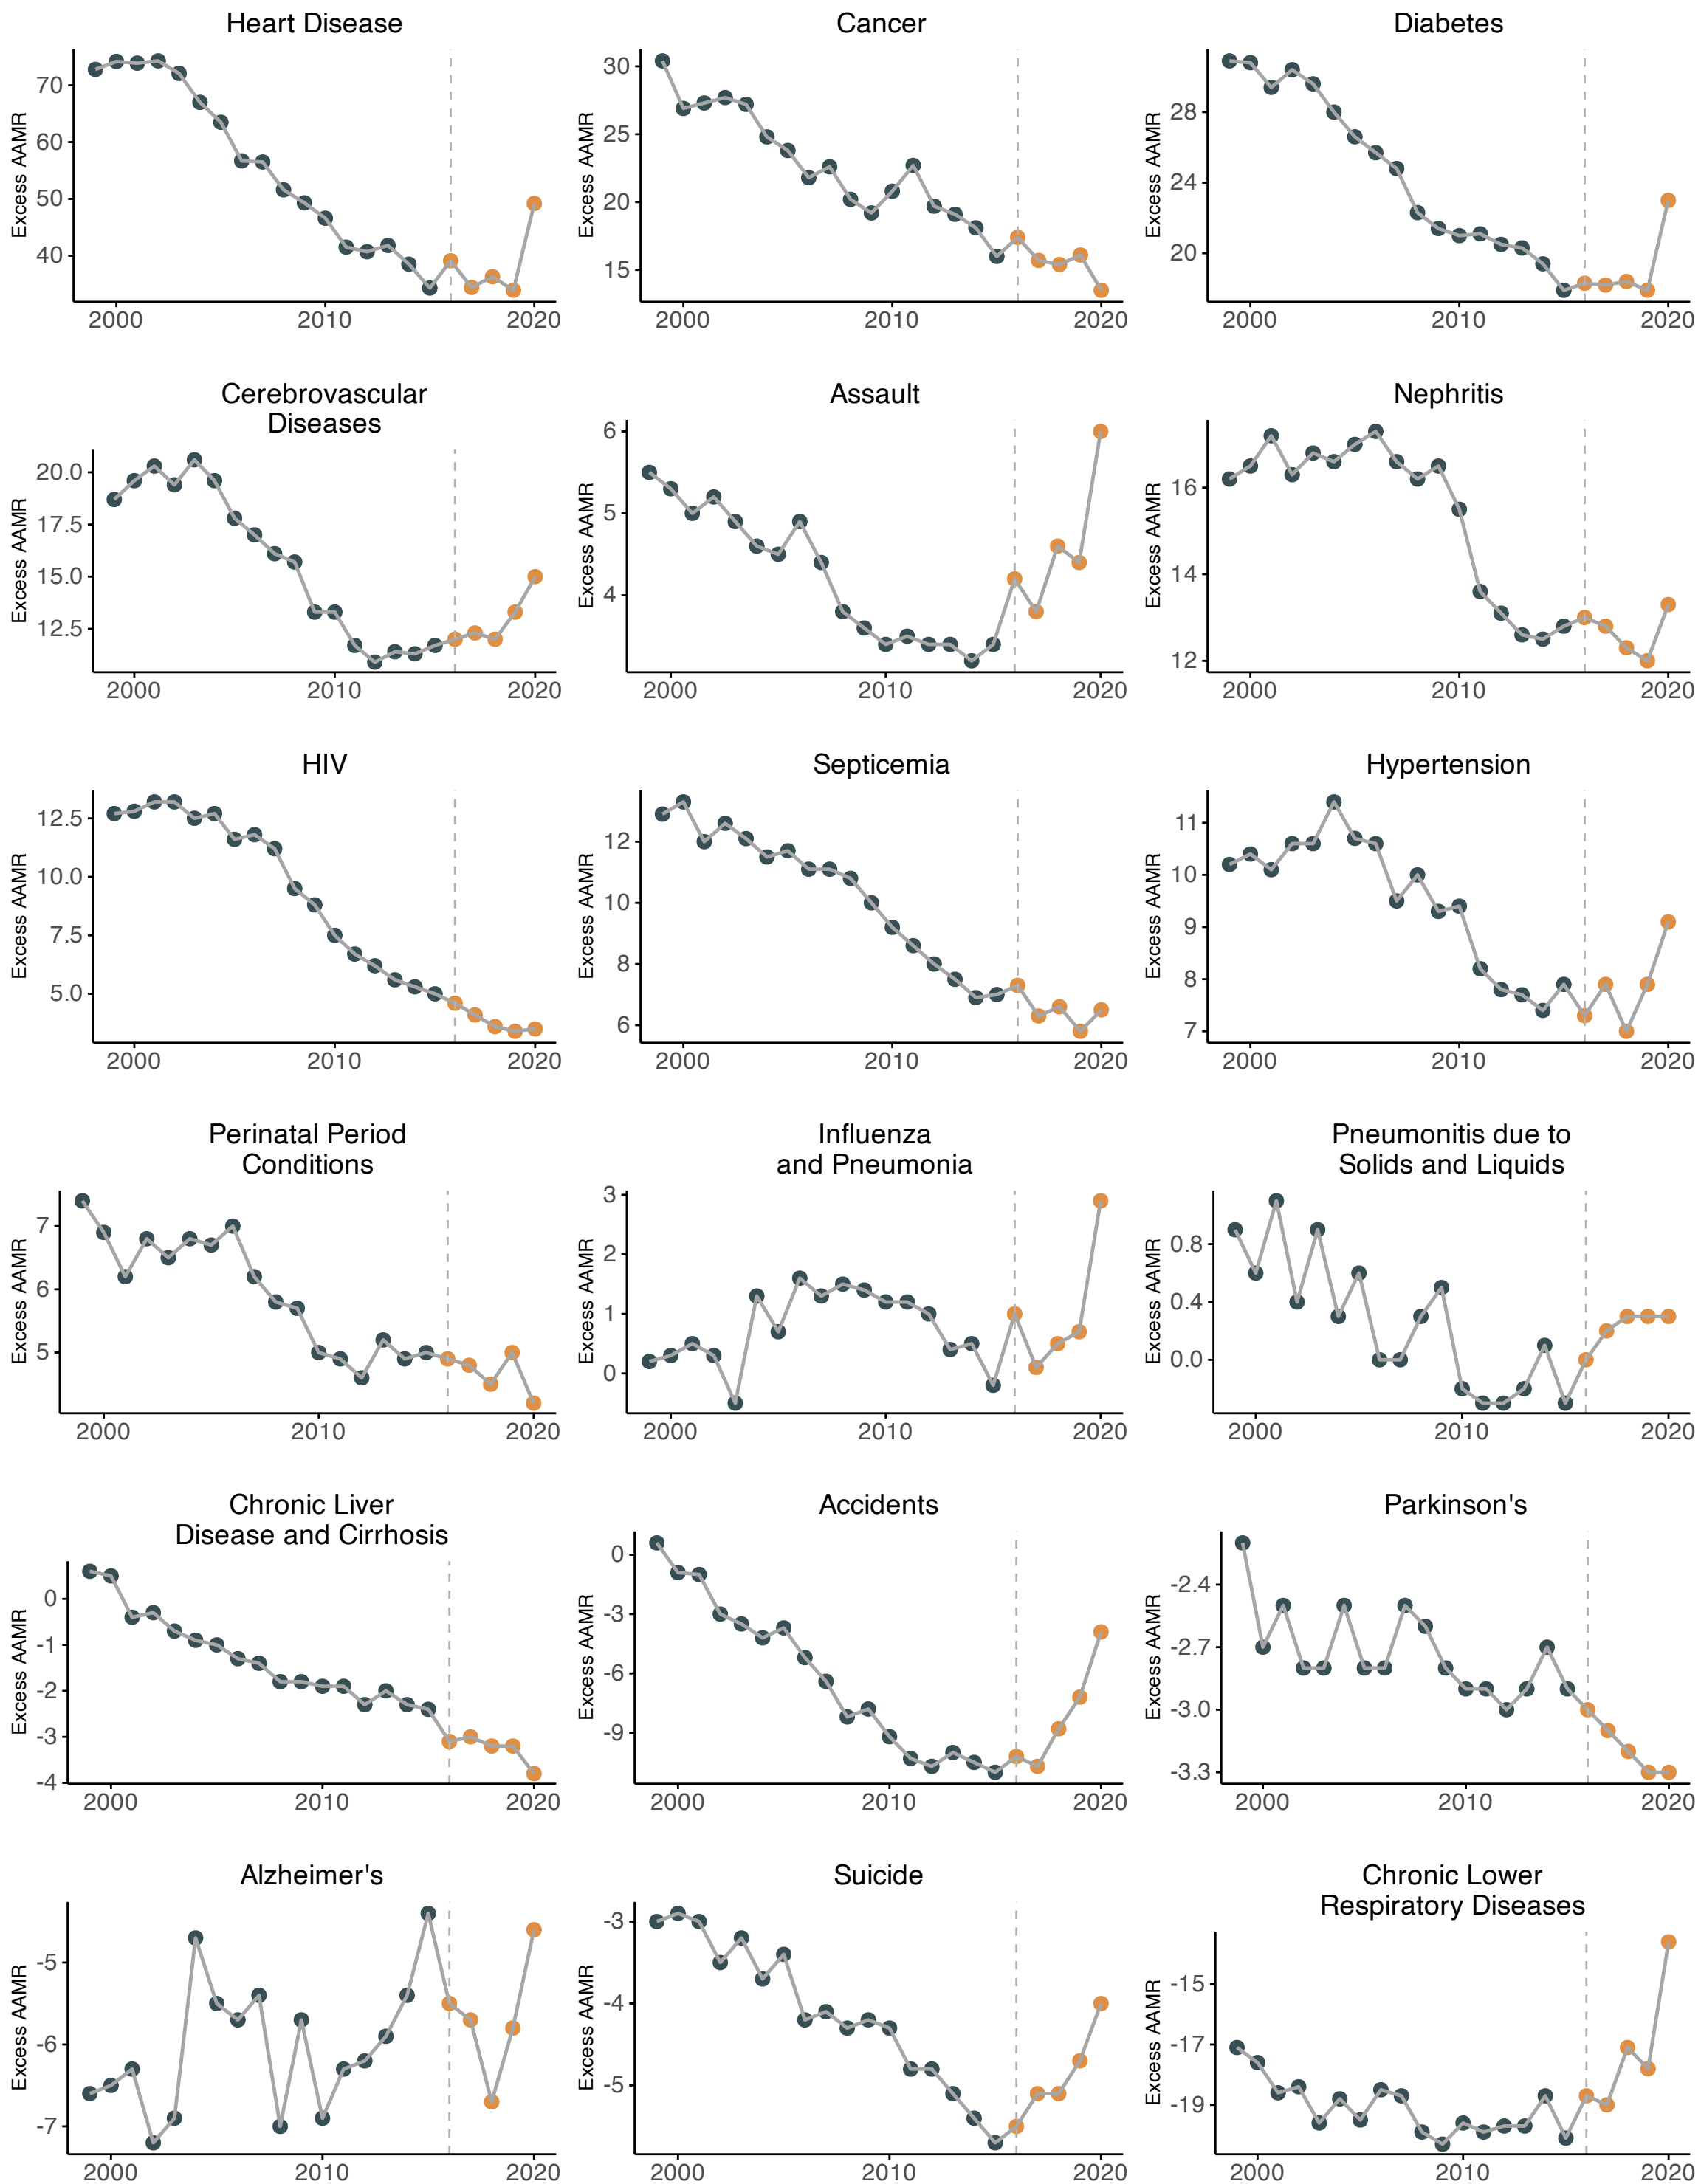 Heart Disease
Excess AAMR
70
60
50
40
2000
2010
2020
Cancer
Excess AAMR
30
25
20
15
2000
2010
2020
Diabetes
Excess AAMR
28
24
20
2000
2010
2020
Cerebrovascular
Diseases
Excess AAMR
20.0
17.5
15.0
12.5
2000
2010
2020
Assault
Excess AAMR
6
5
4
2000
2010
2020
Nephritis
Excess AAMR
16
14
12
2000
2010
2020
HIV
Excess AAMR
12.5
10.0
7.5
5.0
2000
2010
2020
Septicemia
Excess AAMR
12
10
8
6
2000
2010
2020
Hypertension
Excess AAMR
11
10
9
8
7
2000
2010
2020
Perinatal Period
Conditions
Excess AAMR
7
6
5
2000
2010
2020
Influenza
and Pneumonia
Excess AAMR
3
2
1
0
2000
2010
2020
Pneumonitis due to
Solids and Liquids
Excess AAMR
0.8
0.4
0.0
2000
2010
2020
Chronic Liver
Disease and Cirrhosis
Excess AAMR
0
-1
-2
-3
-4
2000
2010
2020
Accidents
Excess AAMR
0
-3
-6
-9
2000
2010
2020
Parkinson's
Excess AAMR
-2.4
-2.7
-3.0
-3.3
2000
2010
2020
Alzheimer's
Excess AAMR
-5
-6
-7
2000
2010
2020
Suicide
Excess AAMR
-3
-4
-5
2000
2010
2020
Chronic Lower
Respiratory Diseases
Excess AAMR
-15
-17
-19
2000
2010
2020